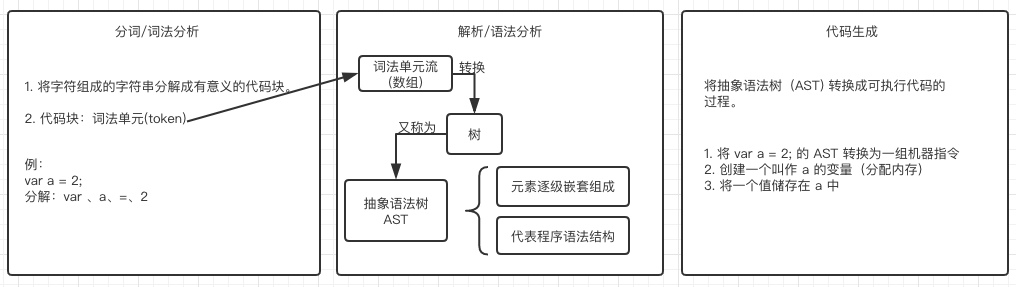 分词/词法分析
1. 将字符组成的字符串分解成有意义的代码块。
2. 代码块：词法单元(token)
例：
var a = 2;
分解：var 、a、=、2
解析/语法分析
词法单元流
(数组)
转换
树
又称为
抽象语法树
AST
元素逐级嵌套组成
代表程序语法结构
代码生成
将抽象语法树（AST) 转换成可执行代码的
过程。
1. 将 var a = 2; 的 AST 转换为一组机器指令
2. 创建一个叫作 a 的变量（分配内存）
3. 将一个值储存在 a 中